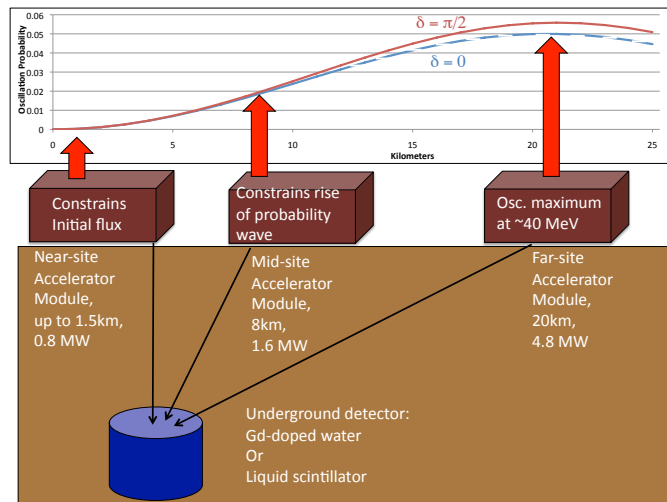 0.06
0.05
0.04
0.03
0.02
0.01
0
Oscillation Probability
δ = π/2
δ = 0
0 5 10 15 20 25
Kilometers
Constrains
Initial flux
Constrains rise
of probability
wave
Osc. maximum
at ~40 MeV
Near-site
Accelerator
Module,
up to 1.5km,
0.8 MW
Mid-site
Accelerator
Module,
8km,
1.6 MW
Far-site
Accelerator
Module,
20km,
4.8 MW
Underground detector:
Gd-doped water
Or
Liquid scintillator